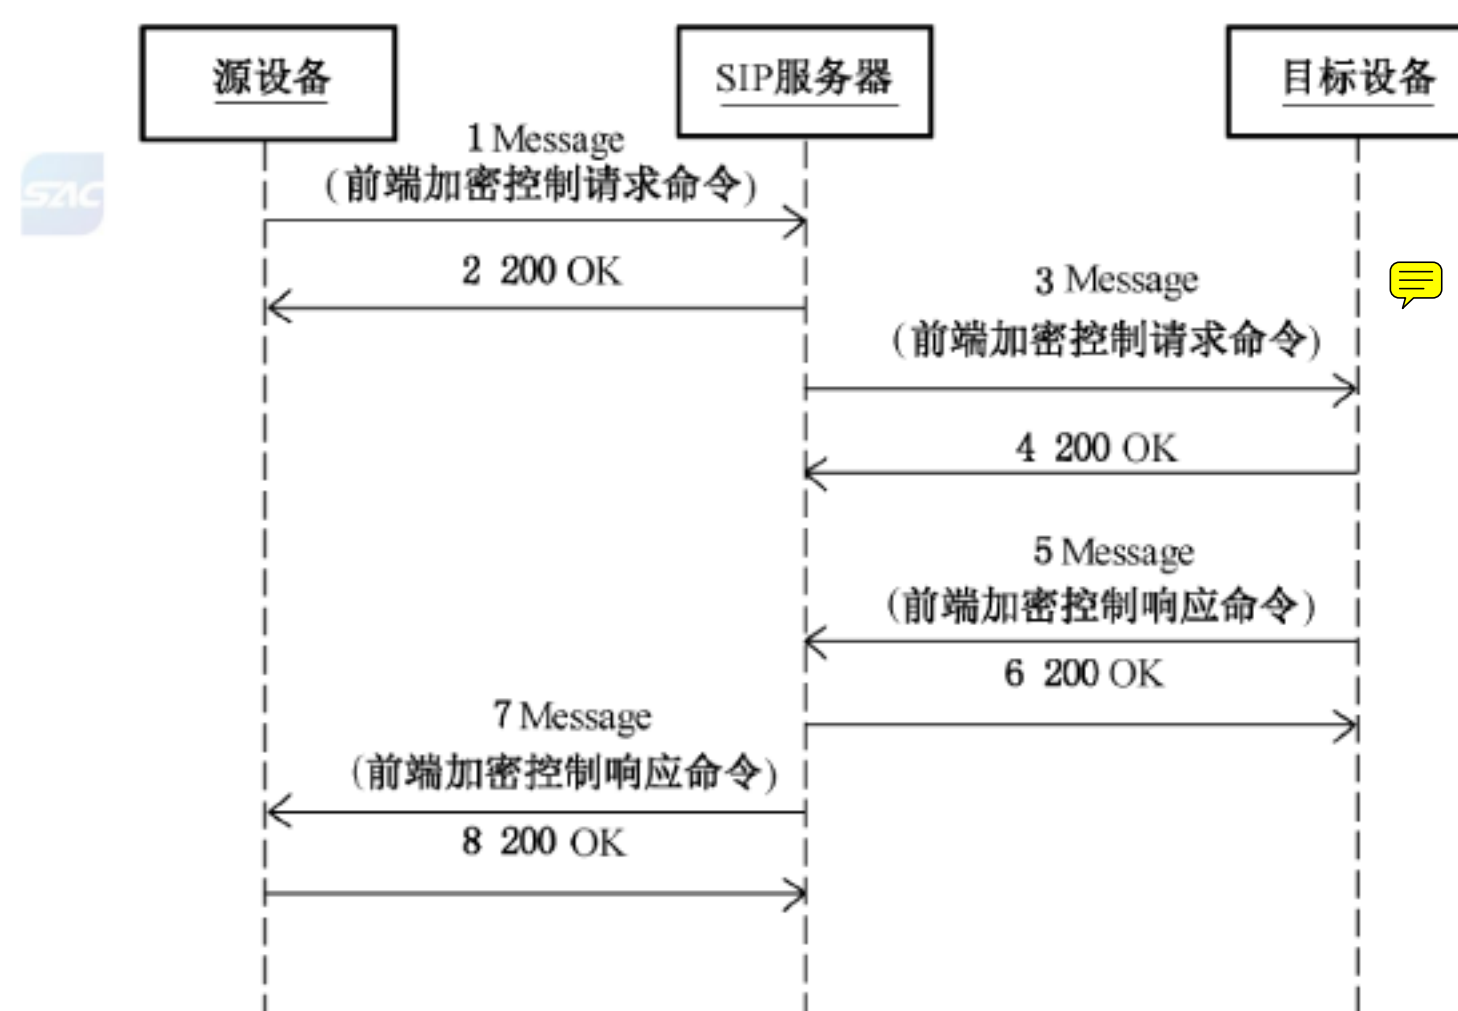 源设备
SIP服务器
目标设备
1 Message
(前端加密控制请求命令)
SAC
2 200 OK
3 Message
(前端加密控制请求命令)
4 200 OK
5 Message
(前端加密控制响应命令)
6 200 OK
7 Message
(前端加密控制响应命令)
8 200 OK